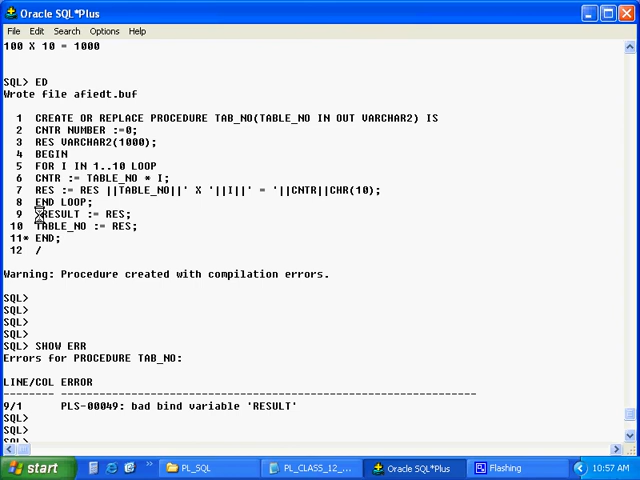 Oracle SQL*Plus
File Edit Search Options Help
100 X 10 = 1000
SQL> ED
Wrote file afiedt.buf
1 CREATE OR REPLACE PROCEDURE TAB_NO(TABLE_NO IN OUT VARCHAR2) IS
2 CNTR NUMBER :=0;
3 RES VARCHAR2(1000);
4 BEGIN
5 FOR I IN 1..10 LOOP
6 CNTR := TABLE_NO * I;
7 RES := RES ||TABLE_NO||' X '||I||' = '||CNTR||CHR(10);
8 END LOOP;
9 :RESULT := RES;
10 TABLE_NO := RES;
11* END;
12 /
Warning: Procedure created with compilation errors.
SQL>
SQL>
SQL>
SQL>
SQL> SHOW ERR
Errors for PROCEDURE TAB_NO:
LINE/COL ERROR
-------- -----------------------------------------------------------------
9/1 PLS-00049: bad bind variable 'RESULT'
SQL>
SQL>
SQL>
start PL_SQL PL_CLASS_12_... Oracle SQL*Plus Flashing 10:57 AM